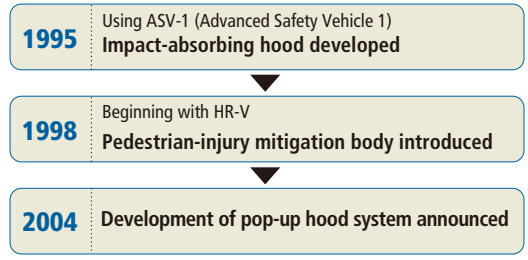 1995
Using ASV-1 (Advanced Safety Vehicle 1)
Impact-absorbing hood developed
1998
Beginning with HR-V
Pedestrian-injury mitigation body introduced
2004
Development of pop-up hood system announced